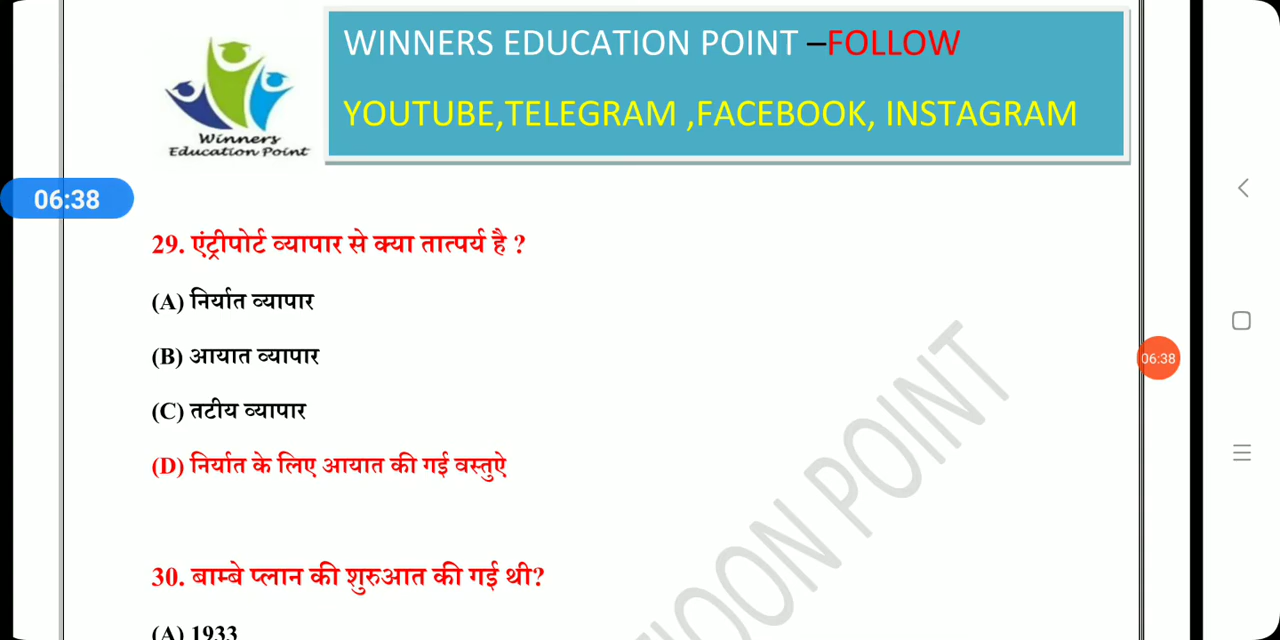 WINNERS EDUCATION POINT –FOLLOW
YOUTUBE,TELEGRAM ,FACEBOOK, INSTAGRAM
Winners
Education Point
06:38
29. एंट्रीपोर्ट व्यापार से क्या तात्पर्य है ?
(A) निर्यात व्यापार
(B) आयात व्यापार
06:38
(C) तटीय व्यापार
(D) निर्यात के लिए आयात की गई वस्तुऐ
POINT
30. बाम्बे प्लान की शुरुआत की गई थी?
(A) 1933